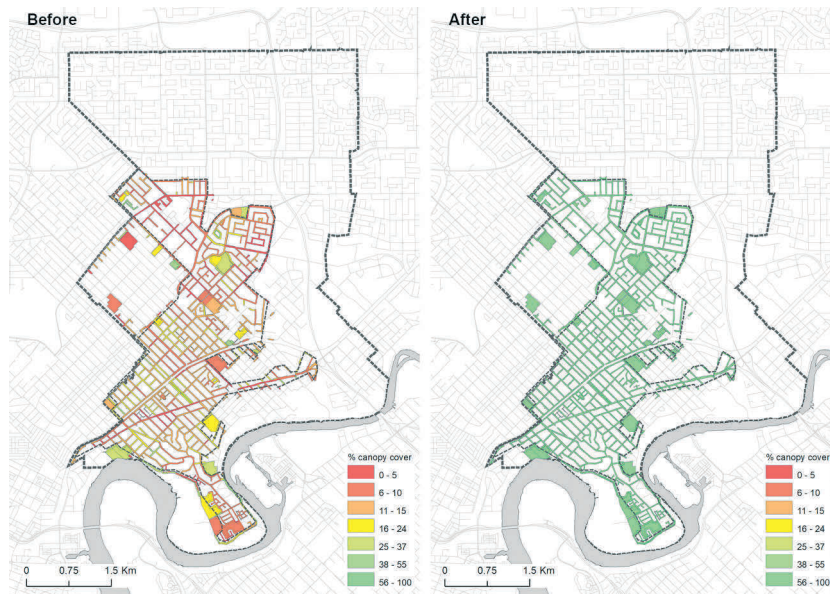 Before
% canopy cover
0 - 5
6 - 10
11 - 15
16 - 24
25 - 37
38 - 55
56 - 100
0 0.75 1.5 Km
After
% canopy cover
0 - 5
6 - 10
11 - 15
16 - 24
25 - 37
38 - 55
56 - 100
0 0.75 1.5 Km